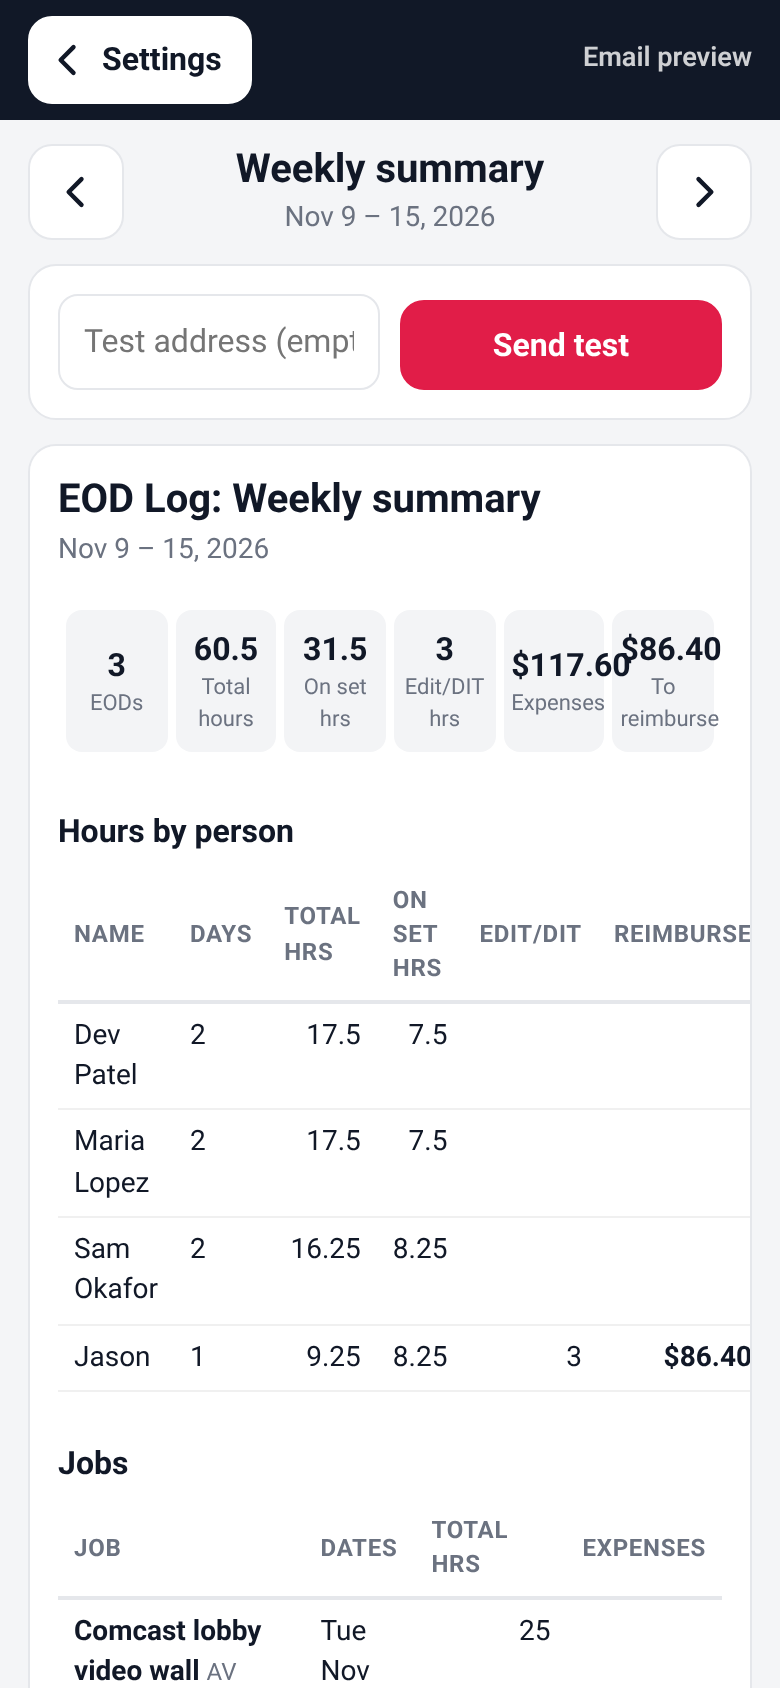 Settings
Email preview
Weekly summary
Nov 9 – 15, 2026
Test address (empt
Send test
EOD Log: Weekly summary
Nov 9 – 15, 2026
3
EODs
60.5
Total
hours
31.5
On set
hrs
3
Edit/DIT
hrs
$117.60
Expenses
$86.40
To
reimburse
Hours by person
NAME DAYS TOTAL HRS ON SET HRS EDIT/DIT REIMBURSE
Dev Patel 2 17.5 7.5
Maria Lopez 2 17.5 7.5
Sam Okafor 2 16.25 8.25
Jason 1 9.25 8.25 3 $86.40
Jobs
JOB DATES TOTAL HRS EXPENSES
Comcast lobby Tue 25
video wall AV Nov